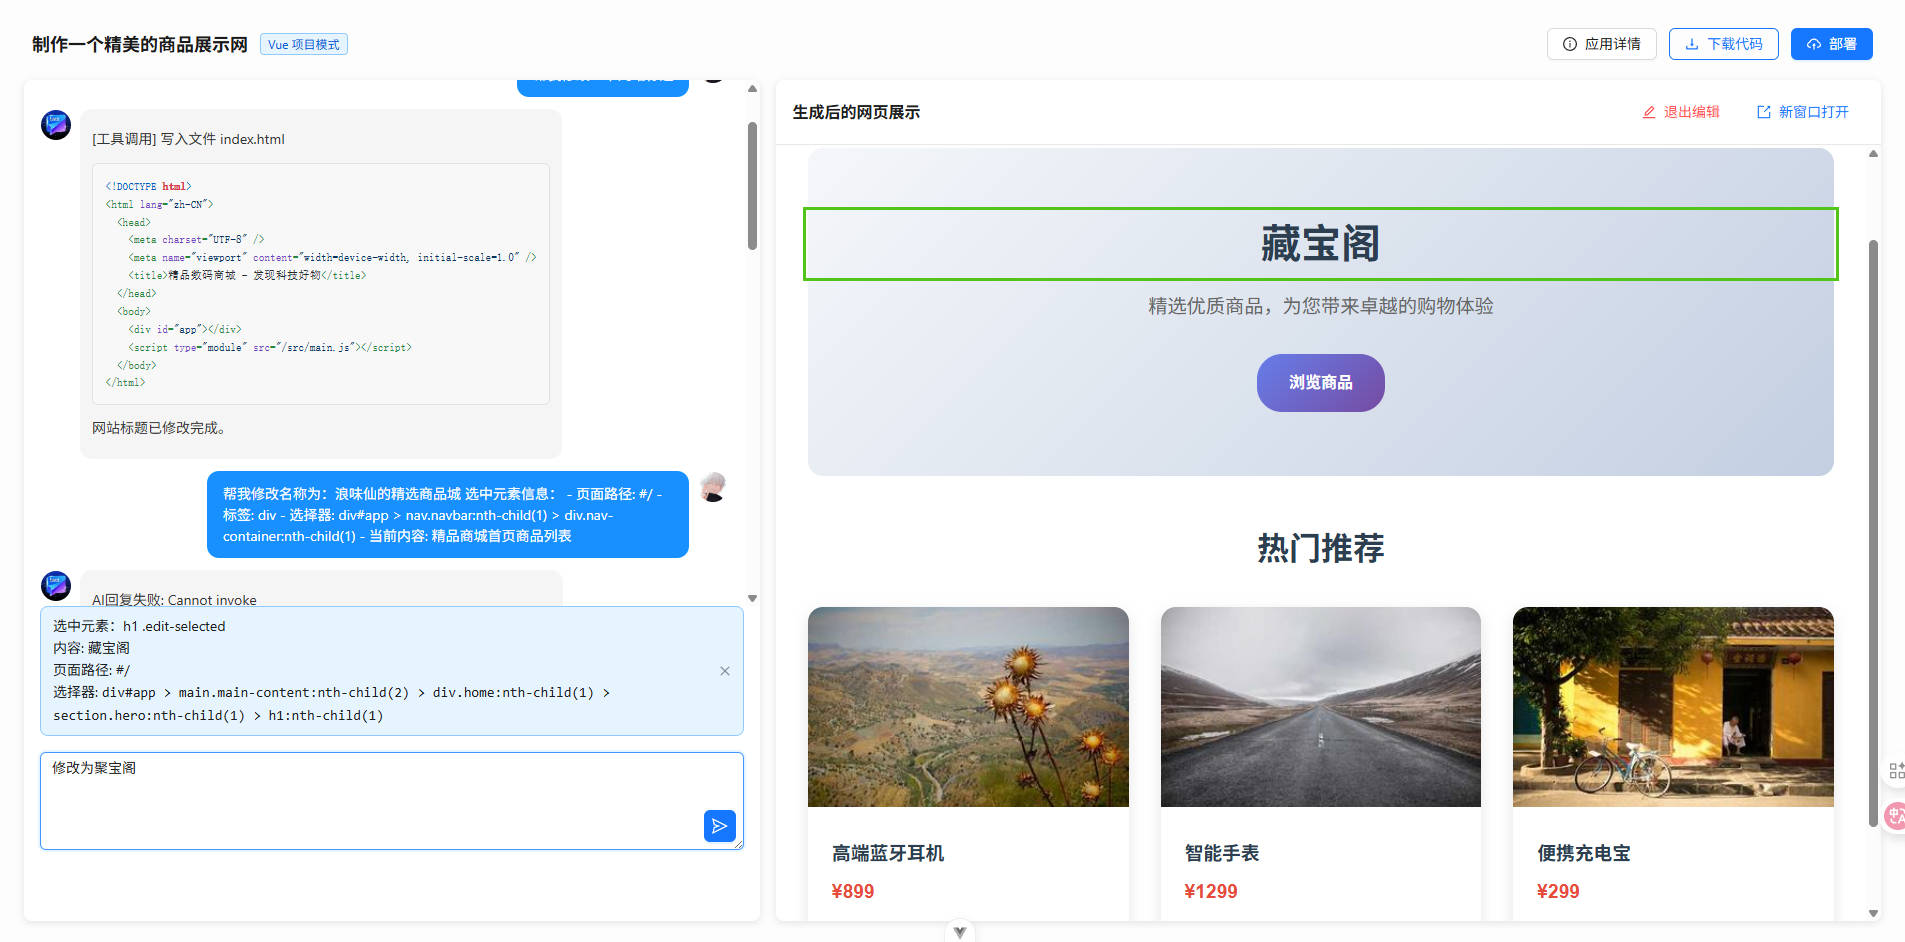 制作一个精美的商品展示网
Vue 项目模式
应用详情
下载代码
部署
[工具调用] 写入文件 index.html
<!DOCTYPE html>
<html lang="zh-CN">
<head>
<meta charset="UTF-8" />
<meta name="viewport" content="width=device-width, initial-scale=1.0" />
<title>精品数码商城 - 发现科技好物</title>
</head>
<body>
<div id="app"></div>
<script type="module" src="/src/main.js"></script>
</body>
</html>
网站标题已修改完成。
帮我修改名称为：浪味仙的精选商品城 选中元素信息： - 页面路径: #/ -
标签: div - 选择器: div#app > nav.navbar:nth-child(1) > div.nav-
container:nth-child(1) - 当前内容: 精品商城首页商品列表
AI回复失败: Cannot invoke
选中元素：h1 .edit-selected
内容: 藏宝阁
页面路径: #/
选择器: div#app > main.main-content:nth-child(2) > div.home:nth-child(1) >
section.hero:nth-child(1) > h1:nth-child(1)
修改为聚宝阁
生成后的网页展示
退出编辑
新窗口打开
藏宝阁
精选优质商品，为您带来卓越的购物体验
浏览商品
热门推荐
高端蓝牙耳机
¥899
智能手表
¥1299
便携充电宝
¥299